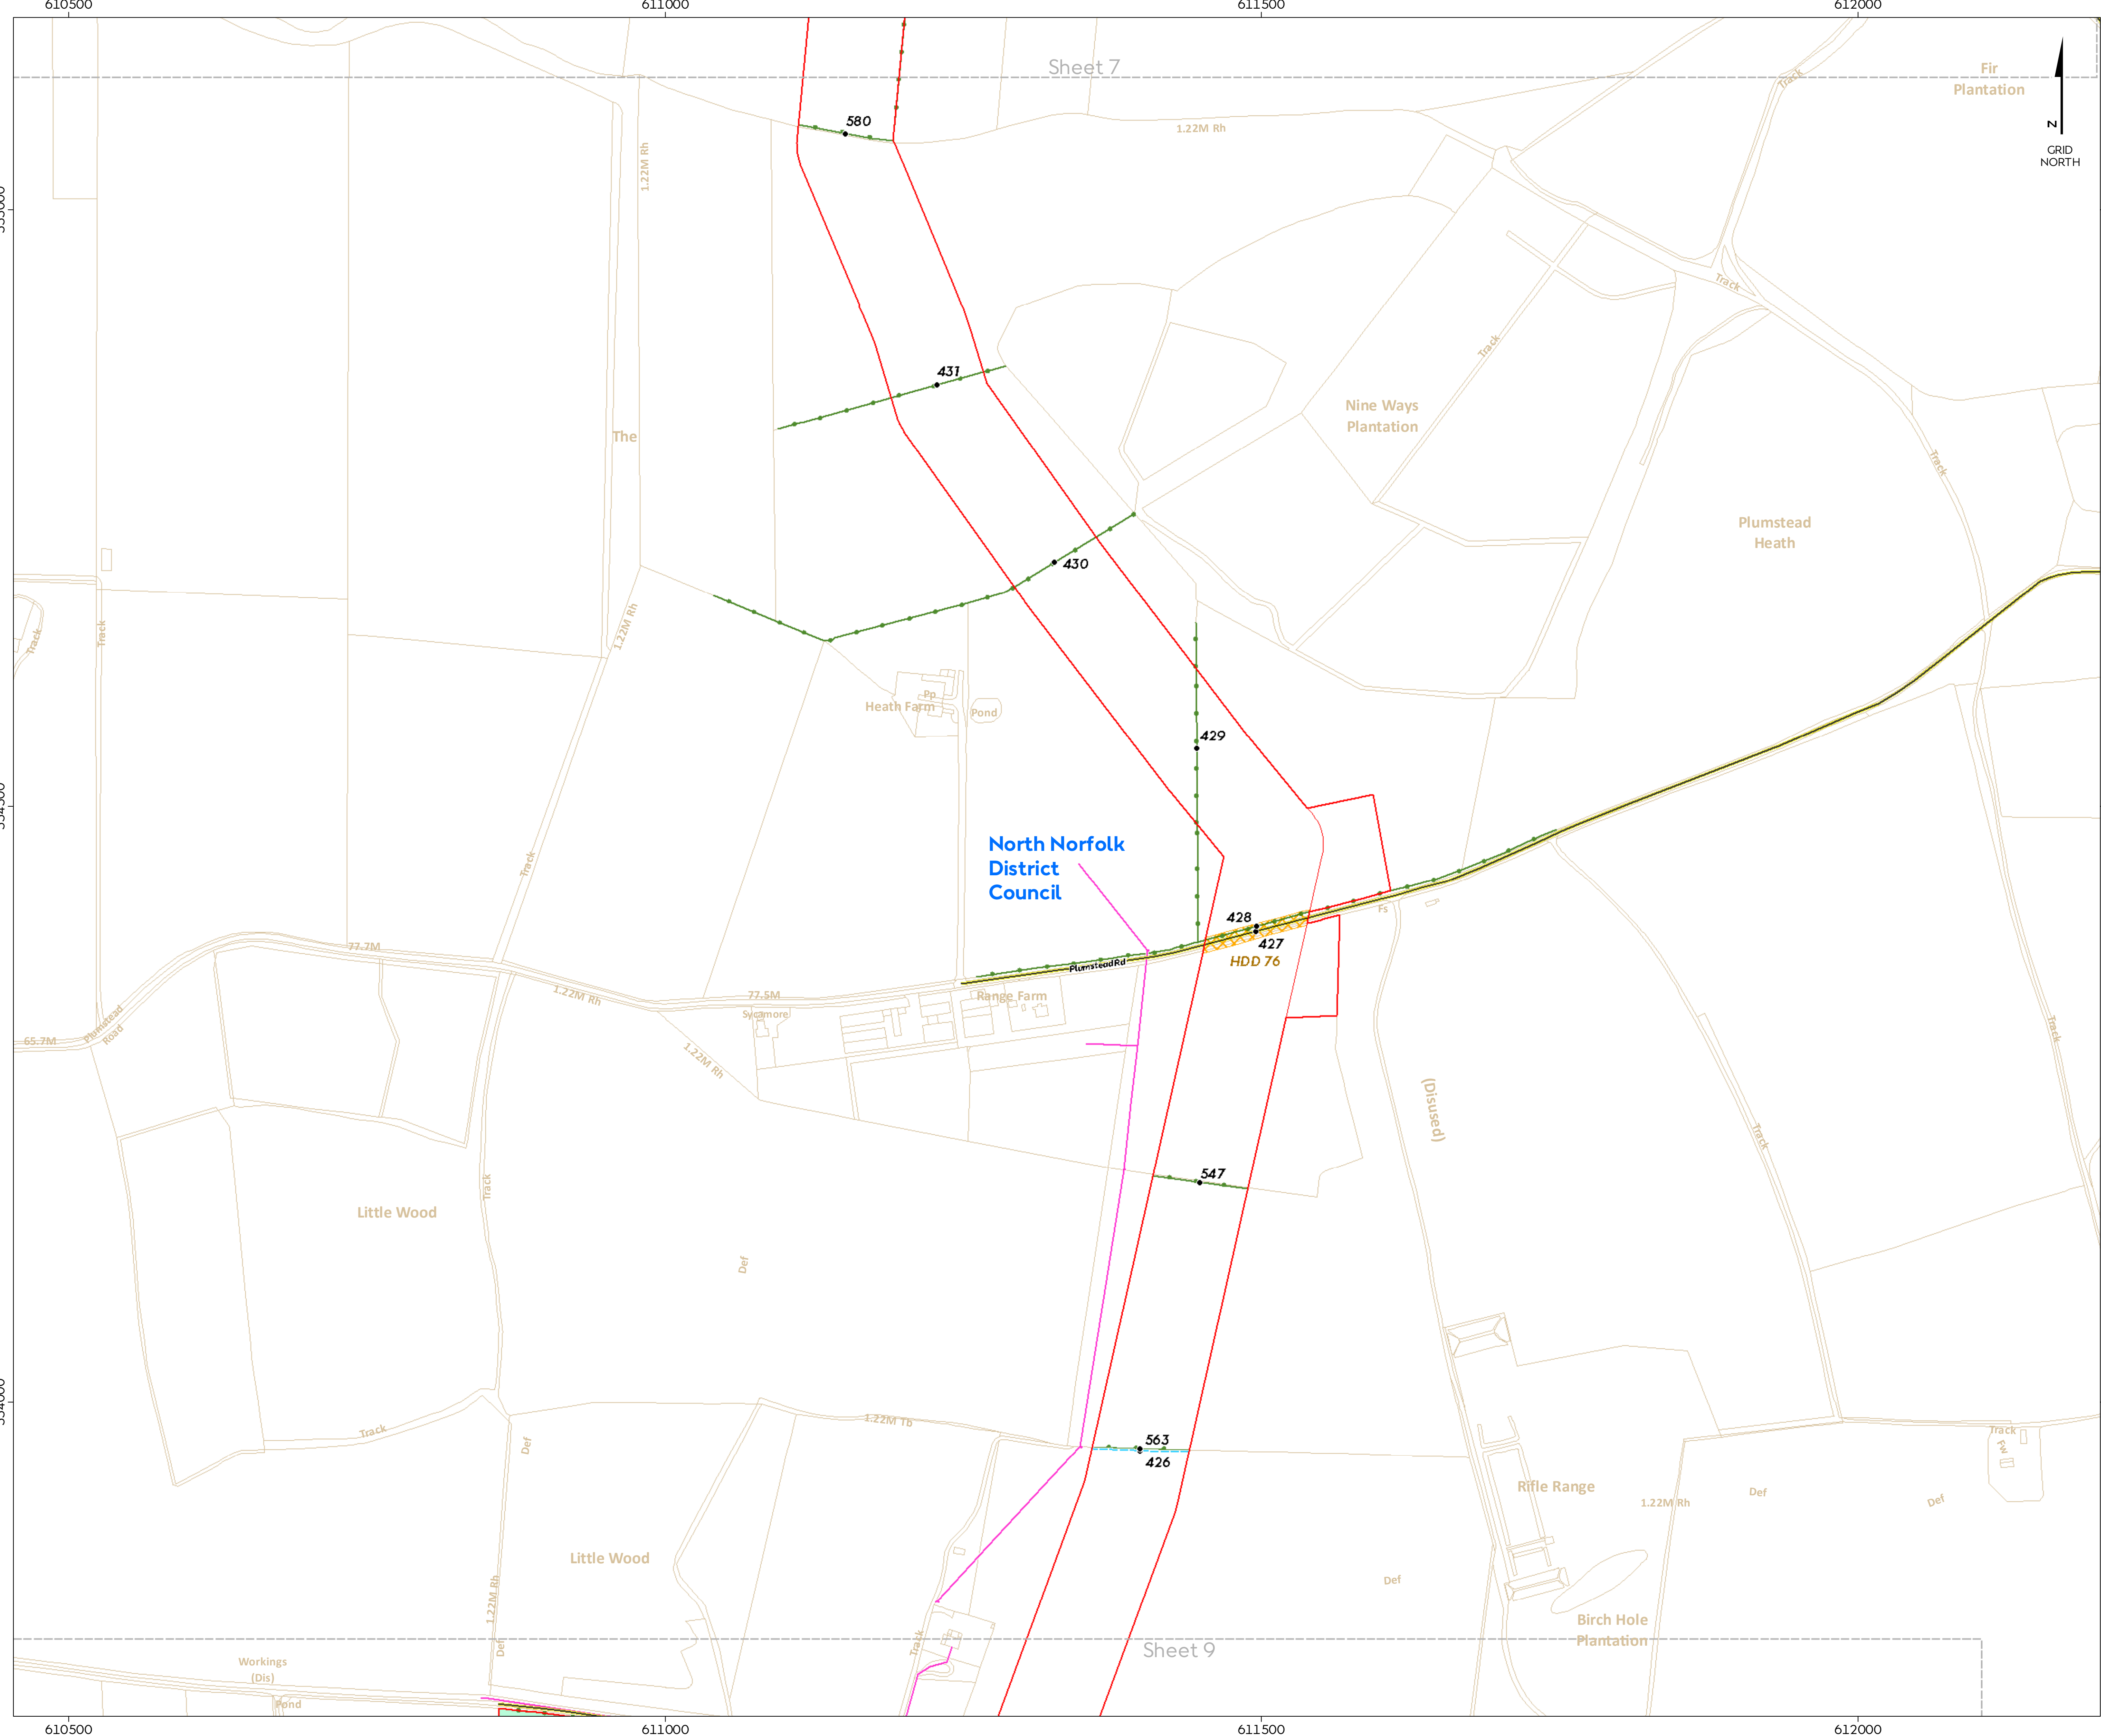 610500
611000
611500
612000
Sheet 7
Fir
Plantation
Track
N
GRID
NORTH
580
1.22M Rh
1.22M Rh
Track
431
Track
Nine Ways
Plantation
The
Track
Plumstead
Heath
430
1.22M Rh
Track
Track
Pp
Heath Farm
Pond
429
North Norfolk
District
Council
Track
428
Fs
427
HDD 76
77.7M
Plumstead Rd
1.22M Rh
77.5M
Range Farm
Sycamore
Plumstead
Road
65.7M
1.22M Rh
Track
(Disused)
Track
547
Track
Little Wood
Def
1.22M Tb
Track
Def
563
426
Track
Fw
Rifle Range
1.22M Rh
Def
Def
Little Wood
Def
1.22M Rh
Birch Hole
Plantation
Def
Track
Sheet 9
Workings
(Dis)
Pond
610500
611000
611500
612000